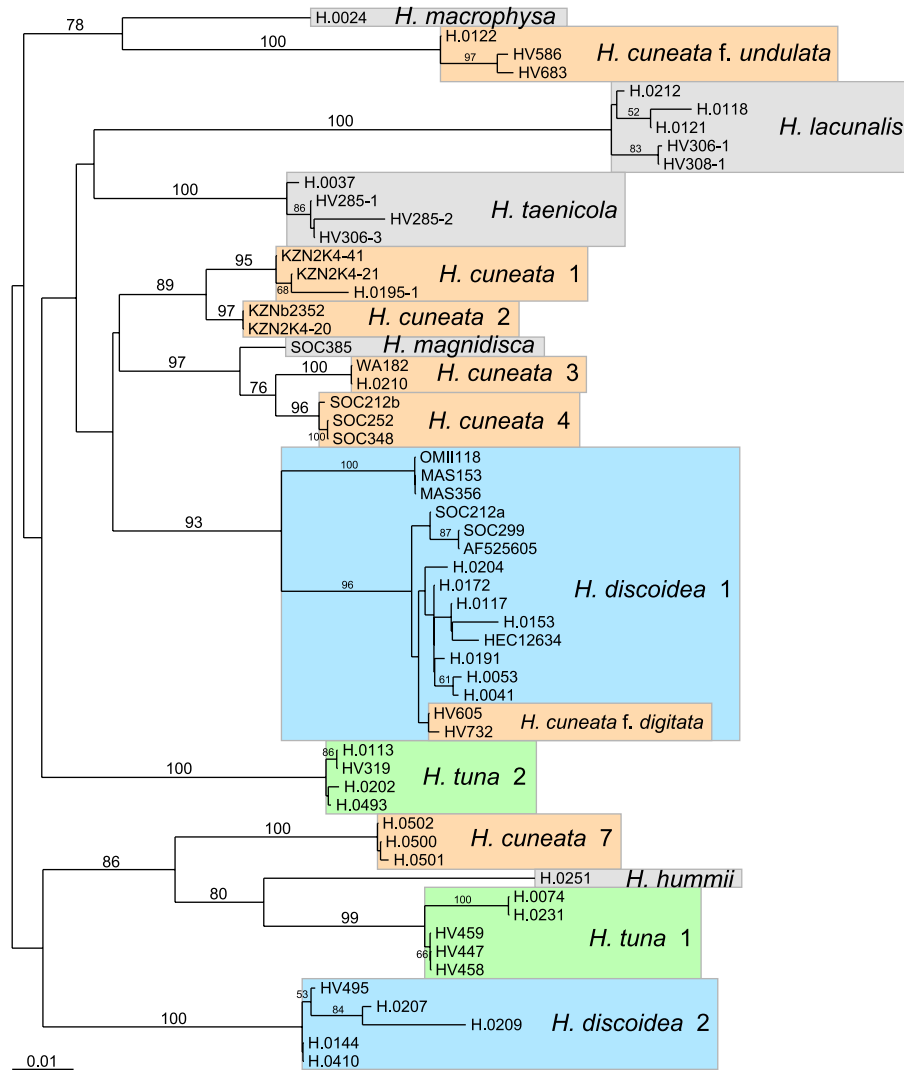 78
H.0024
H. macrophysa
100
H.0122
97
HV586
HV683
H. cuneata f. undulata
100
H.0212
52
H.0118
H.0121
83
HV306-1
HV308-1
H. lacunalis
100
H.0037
86
HV285-1
HV285-2
HV306-3
H. taenicola
89
95
KZN2K4-41
KZN2K4-21
68
H.0195-1
H. cuneata 1
97
KZNb2352
KZN2K4-20
H. cuneata 2
97
SOC385
H. magnidisca
76
100
WA182
H.0210
H. cuneata 3
96
SOC212b
SOC252
100
SOC348
H. cuneata 4
93
100
OMII118
MAS153
MAS356
96
SOC212a
87
SOC299
AF525605
H.0204
H.0172
H.0117
H.0153
HEC12634
H.0191
61
H.0053
H.0041
H. discoidea 1
HV605
HV732
H. cuneata f. digitata
100
86
H.0113
HV319
H.0202
H.0493
H. tuna 2
86
100
H.0502
H.0500
H.0501
H. cuneata 7
80
H.0251
H. hummii
99
100
H.0074
H.0231
HV459
66
HV447
HV458
H. tuna 1
100
53
HV495
84
H.0207
H.0209
H.0144
H.0410
H. discoidea 2
0.01